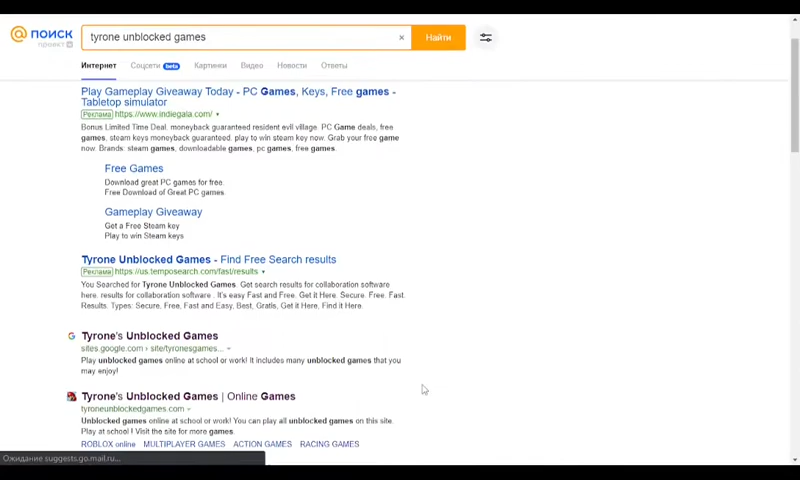 ПОИСК
проект
tyrone unblocked games
Найти
Интернет
Соцсети beta
Картинки
Видео
Новости
Ответы
Play Gameplay Giveaway Today - PC Games, Keys, Free games -
Tabletop simulator
Реклама https://www.indiegala.com/
Bonus Limited Time Deal. moneyback guaranteed resident evil village. PC Game deals, free
games, steam keys moneyback guaranteed. play to win steam key now. Grab your free game
now. Brands: steam games, downloadable games, pc games, free games.
Free Games
Download great PC games for free.
Free Download of Great PC games.
Gameplay Giveaway
Get a Free Steam key
Play to win Steam keys
Tyrone Unblocked Games - Find Free Search results
Реклама https://us.temposearch.com/fast/results
You Searched for Tyrone Unblocked Games. Get search results for collaboration software
here. results for collaboration software . It's easy Fast and Free. Get it Here. Secure. Free. Fast.
Results. Types: Secure, Free, Fast and Easy, Best, Gratis, Get it Here, Find it Here.
Tyrone's Unblocked Games
sites.google.com › site/tyronesgames...
Play unblocked games online at school or work! It includes many unblocked games that you
may enjoy!
Tyrone's Unblocked Games | Online Games
tyroneunblockedgames.com
Unblocked games online at school or work! You can play all unblocked games on this site.
Play at school ! Visit the site for more games.
ROBLOX online MULTIPLAYER GAMES ACTION GAMES RACING GAMES
Ожидание suggests.go.mail.ru...